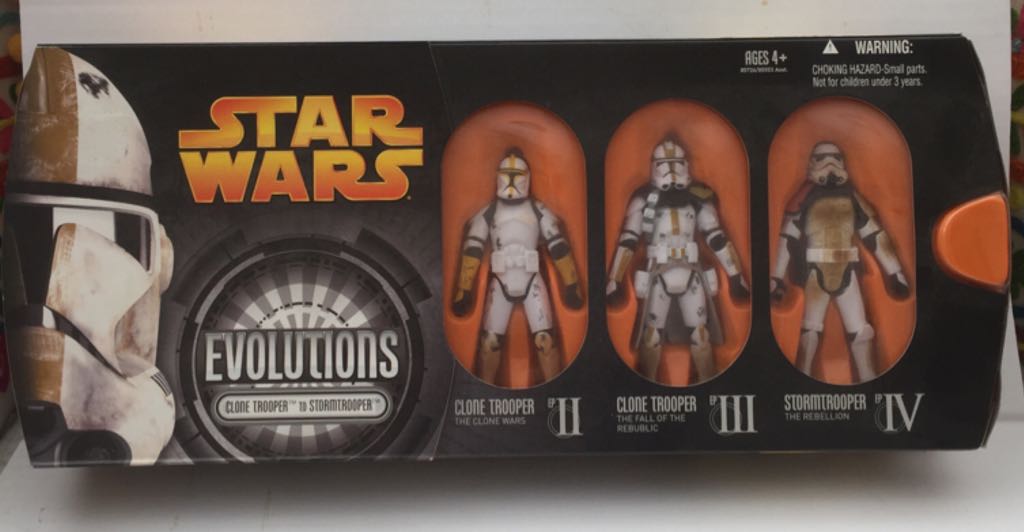 STAR
WARS
EVOLUTIONS
CLONE TROOPER™ TO STORMTROOPER™
AGES 4+
WARNING:
CHOKING HAZARD-Small parts.
Not for children under 3 years.
CLONE TROOPER
THE CLONE WARS
EP II
CLONE TROOPER
THE FALL OF THE
REBUBLIC
EP III
STORMTROOPER
THE REBELLION
EP IV